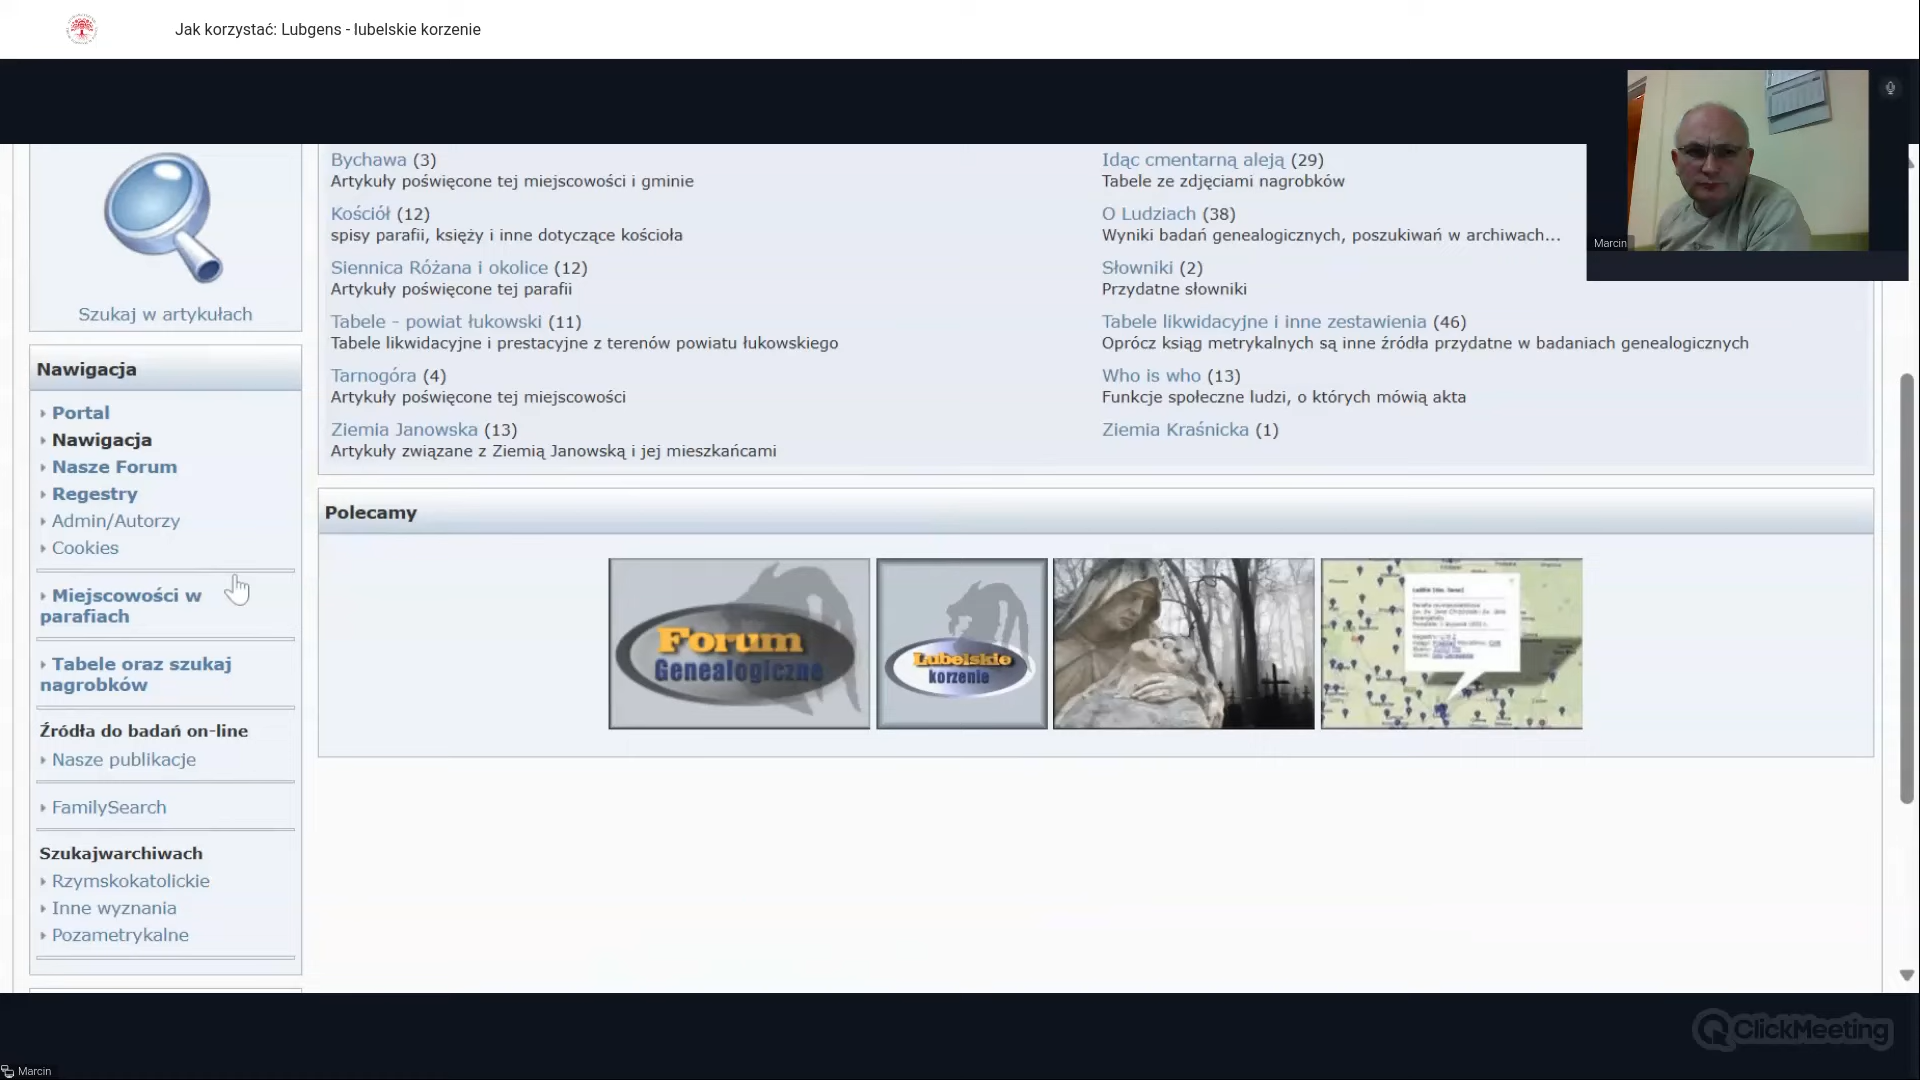 Jak korzystać: Lubgens - lubelskie korzenie
Marcin
Szukaj w artykułach
Nawigacja
Portal
Nawigacja
Nasze Forum
Regestry
Admin/Autorzy
Cookies
Miejscowości w
parafiach
Tabele oraz szukaj
nagrobków
Źródła do badań on-line
Nasze publikacje
FamilySearch
Szukajwarchiwach
Rzymskokatolickie
Inne wyznania
Pozametrykalne
Bychawa (3)
Artykuły poświęcone tej miejscowości i gminie
Kościół (12)
spisy parafii, księży i inne dotyczące kościoła
Siennica Różana i okolice (12)
Artykuły poświęcone tej parafii
Tabele - powiat łukowski (11)
Tabele likwidacyjne i prestacyjne z terenów powiatu łukowskiego
Tarnogóra (4)
Artykuły poświęcone tej miejscowości
Ziemia Janowska (13)
Artykuły związane z Ziemią Janowską i jej mieszkańcami
Idąc cmentarną aleją (29)
Tabele ze zdjęciami nagrobków
O Ludziach (38)
Wyniki badań genealogicznych, poszukiwań w archiwach...
Słowniki (2)
Przydatne słowniki
Tabele likwidacyjne i inne zestawienia (46)
Oprócz ksiąg metrykalnych są inne źródła przydatne w badaniach genealogicznych
Who is who (13)
Funkcje społeczne ludzi, o których mówią akta
Ziemia Kraśnicka (1)
Polecamy
Forum
Genealogiczne
Lubelskie
korzenie
ClickMeeting
Marcin